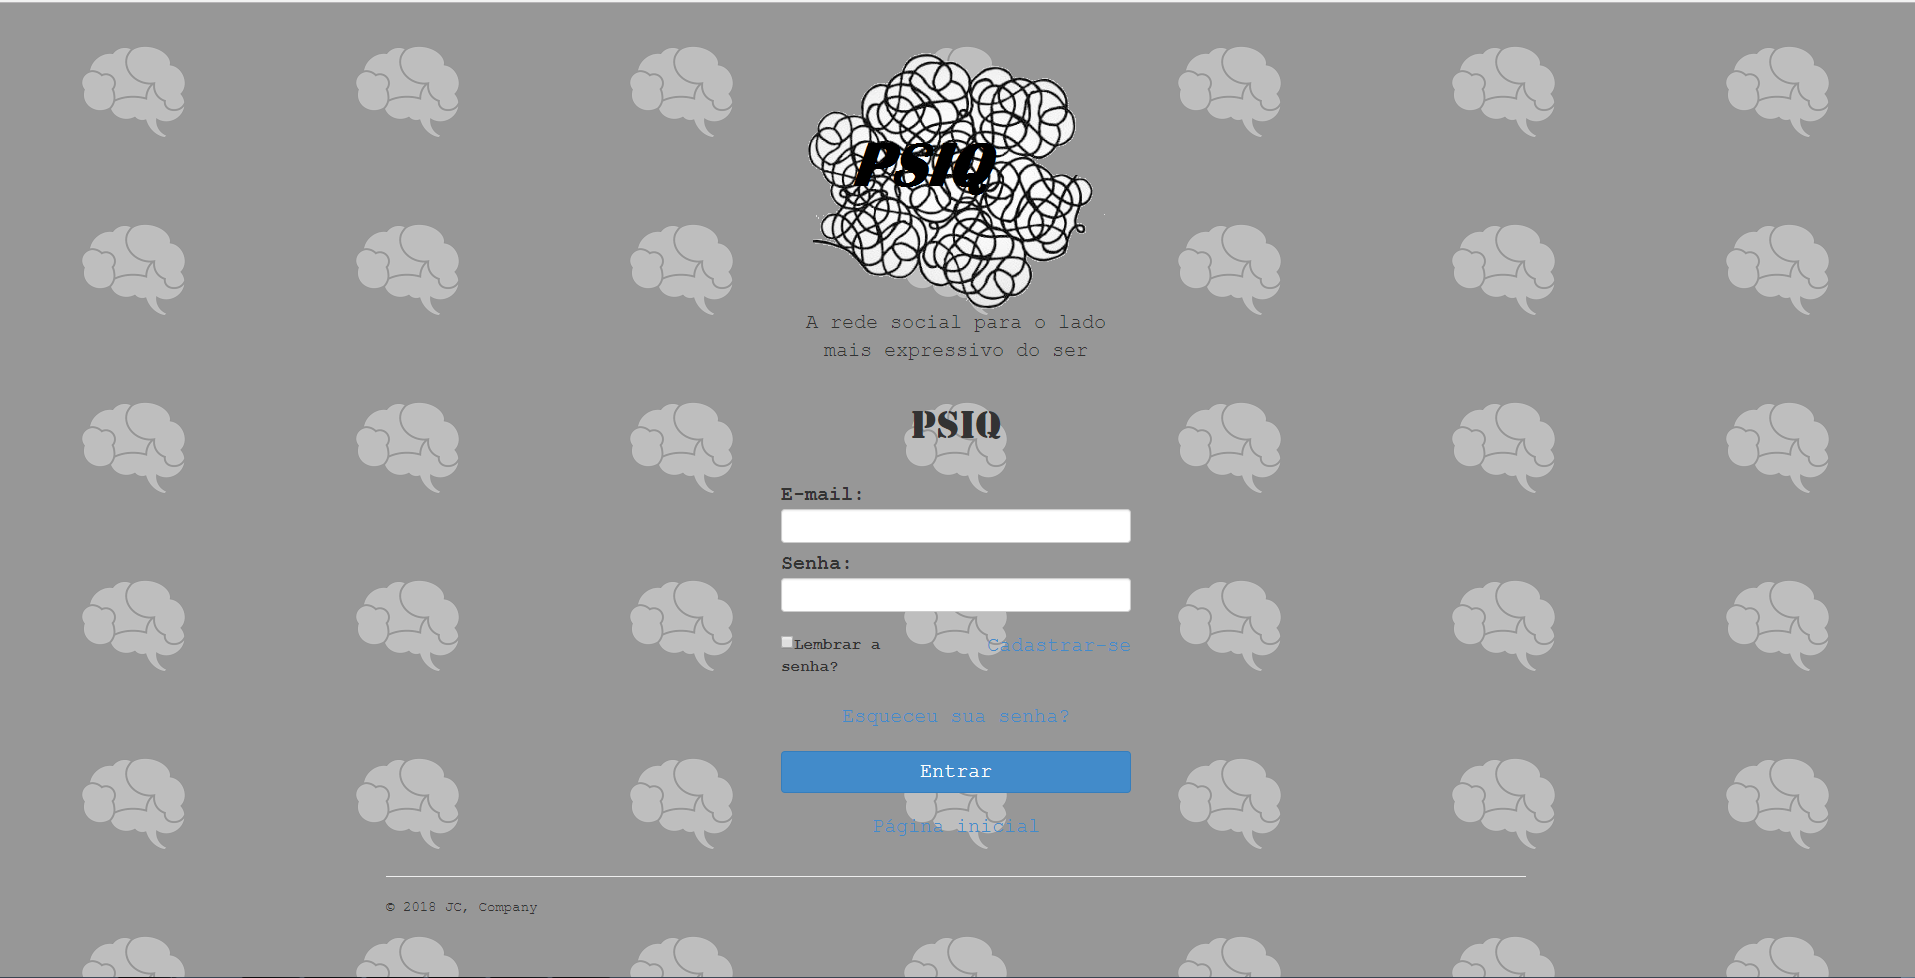 PSIQ
A rede social para o lado
mais expressivo do ser
PSIQ
E-mail:
Senha:
Lembrar a
senha?
Cadastrar-se
Esqueceu sua senha?
Entrar
Página inicial
© 2018 JC, Company